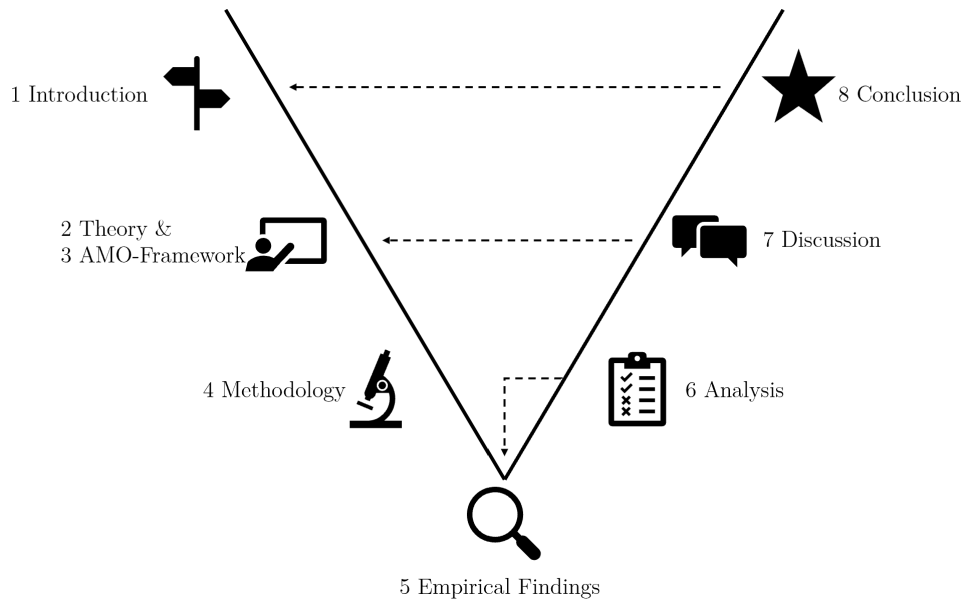 1 Introduction
8 Conclusion
2 Theory &
3 AMO-Framework
7 Discussion
4 Methodology
6 Analysis
5 Empirical Findings